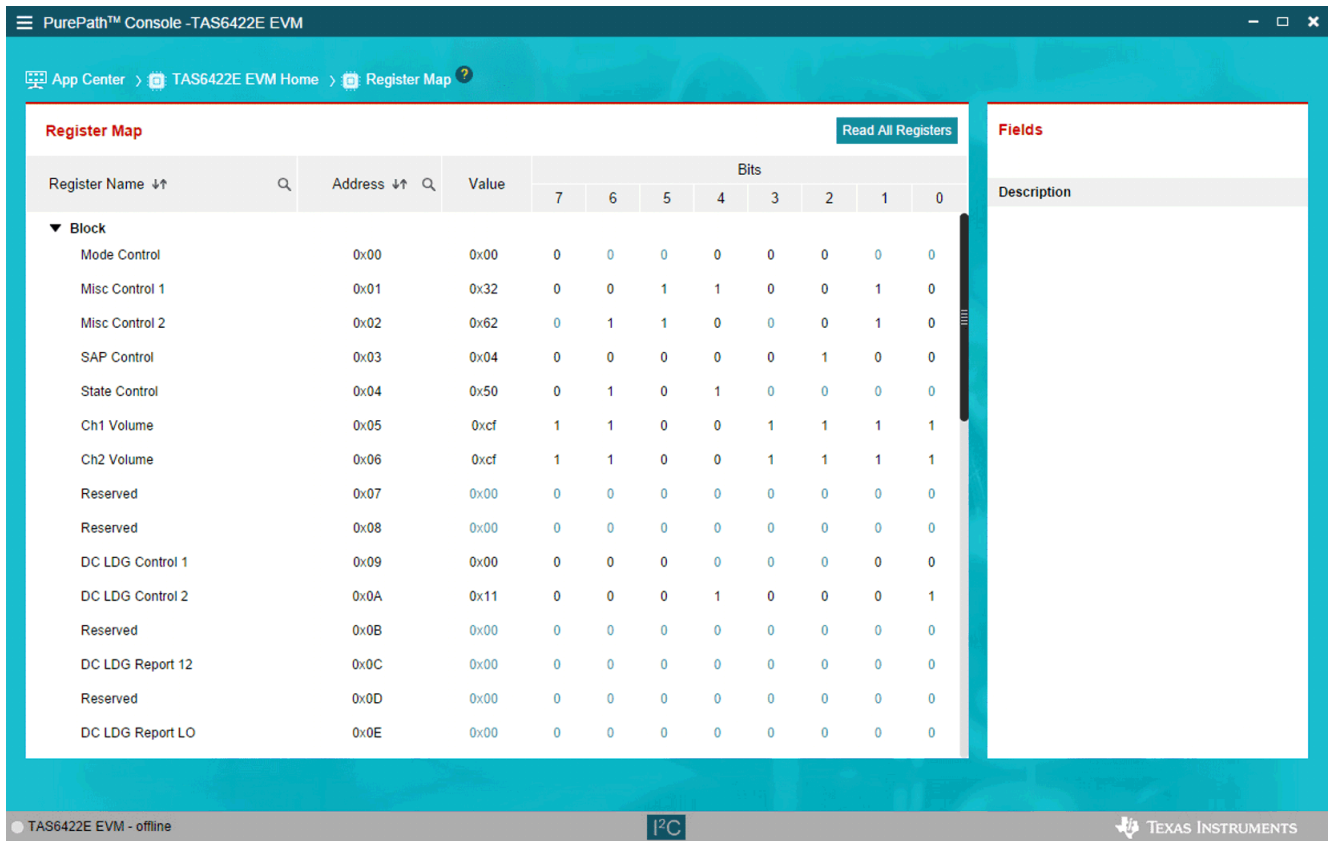 PurePath™ Console -TAS6422E EVM
App Center > TAS6422E EVM Home > Register Map ?
Register Map
Read All Registers
Fields
Register Name Address Value Bits
7 6 5 4 3 2 1 0
Description
Block
Mode Control 0x00 0x00 0 0 0 0 0 0 0 0
Misc Control 1 0x01 0x32 0 0 1 1 0 0 1 0
Misc Control 2 0x02 0x62 0 1 1 0 0 0 1 0
SAP Control 0x03 0x04 0 0 0 0 0 1 0 0
State Control 0x04 0x50 0 1 0 1 0 0 0 0
Ch1 Volume 0x05 0xcf 1 1 0 0 1 1 1 1
Ch2 Volume 0x06 0xcf 1 1 0 0 1 1 1 1
Reserved 0x07 0x00 0 0 0 0 0 0 0 0
Reserved 0x08 0x00 0 0 0 0 0 0 0 0
DC LDG Control 1 0x09 0x00 0 0 0 0 0 0 0 0
DC LDG Control 2 0x0A 0x11 0 0 0 1 0 0 0 1
Reserved 0x0B 0x00 0 0 0 0 0 0 0 0
DC LDG Report 12 0x0C 0x00 0 0 0 0 0 0 0 0
Reserved 0x0D 0x00 0 0 0 0 0 0 0 0
DC LDG Report LO 0x0E 0x00 0 0 0 0 0 0 0 0
TAS6422E EVM - offline
I²C
TEXAS INSTRUMENTS